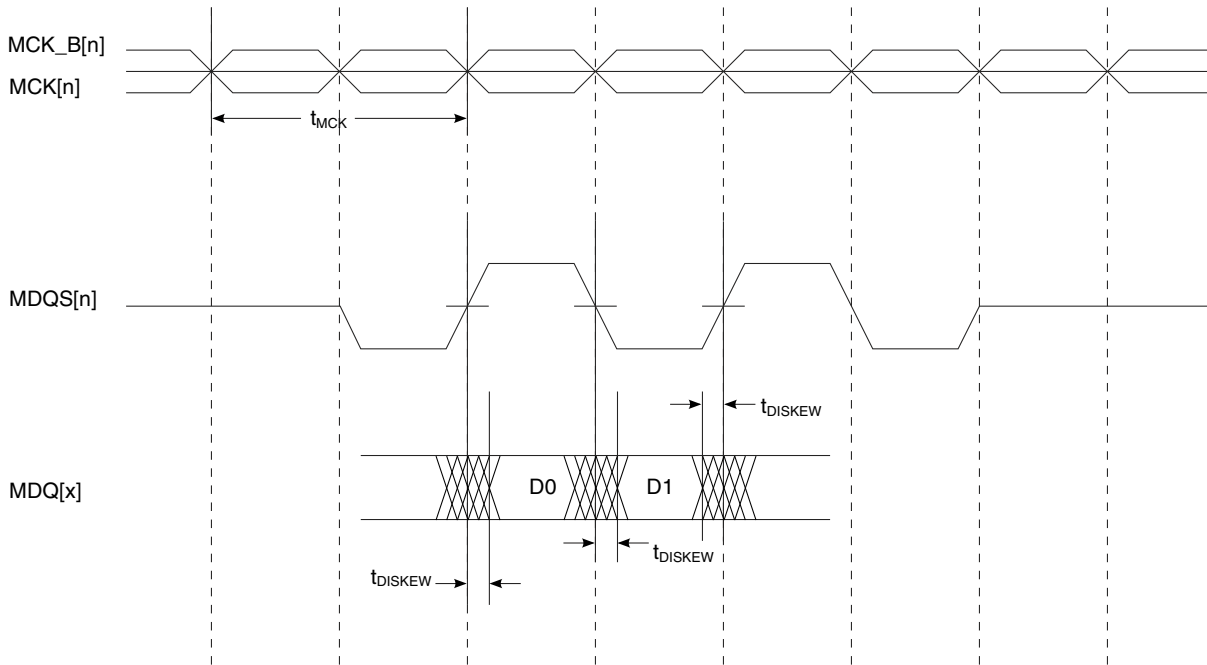 MCK_B[n]
MCK[n]
tMCK
MDQS[n]
tDISKEW
MDQ[x]
D0
D1
tDISKEW
tDISKEW